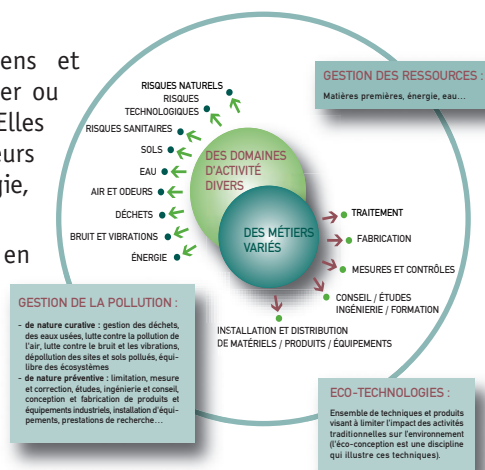 ens et
er ou
Elles
eurs
gie,
en
RISQUES NATURELS
RISQUES
TECHNOLOGIQUES
RISQUES SANITAIRES
SOLS
EAU
AIR ET ODEURS
DÉCHETS
BRUIT ET VIBRATIONS
ÉNERGIE
DES DOMAINES
D'ACTIVITÉ
DIVERS
DES MÉTIERS
VARIÉS
TRAITEMENT
FABRICATION
MESURES ET CONTRÔLES
CONSEIL / ÉTUDES
INGÉNIERIE / FORMATION
INSTALLATION ET DISTRIBUTION
DE MATÉRIELS / PRODUITS / ÉQUIPEMENTS
GESTION DES RESSOURCES :
Matières premières, énergie, eau...
GESTION DE LA POLLUTION :
- de nature curative : gestion des déchets,
des eaux usées, lutte contre la pollution de
l'air, lutte contre le bruit et les vibrations,
dépollution des sites et sols pollués, équi-
libre des écosystèmes
- de nature préventive : limitation, mesure
et correction, études, ingénierie et conseil,
conception et fabrication de produits et
équipements industriels, installation d'équi-
pements, prestations de recherche...
ECO-TECHNOLOGIES :
Ensemble de techniques et produits
visant à limiter l'impact des activités
traditionnelles sur l'environnement
(l'éco-conception est une discipline
qui illustre ces techniques).